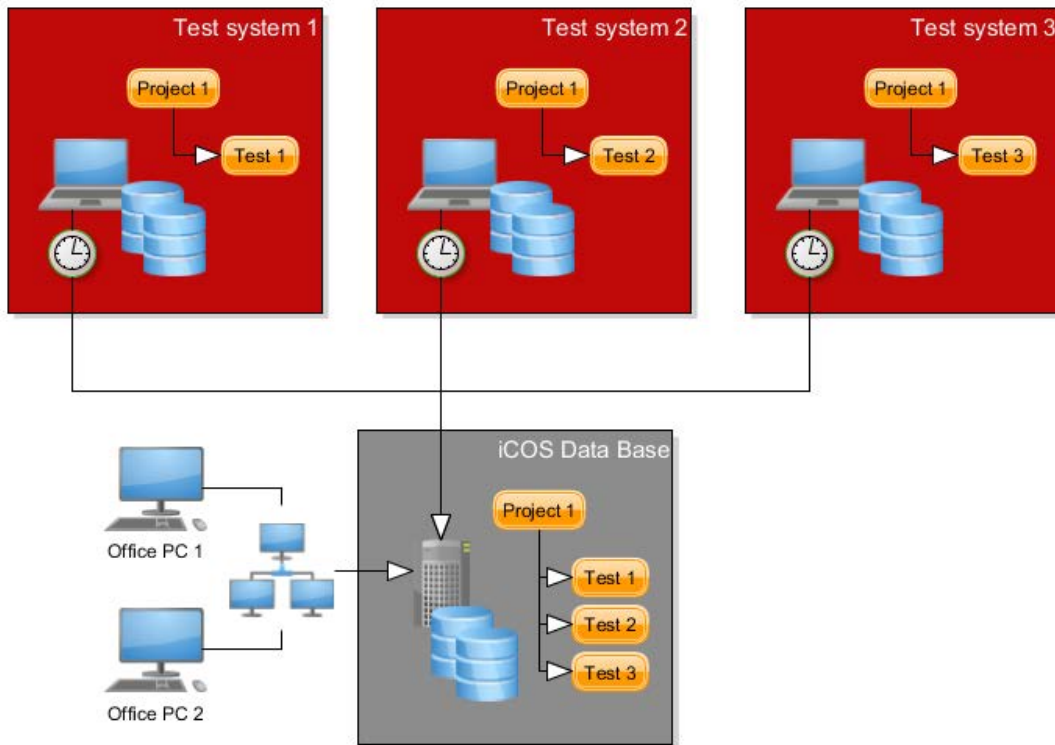 Test system 1
Project 1
Test 1
Test system 2
Project 1
Test 2
Test system 3
Project 1
Test 3
iCOS Data Base
Project 1
Test 1
Test 2
Test 3
Office PC 1
Office PC 2